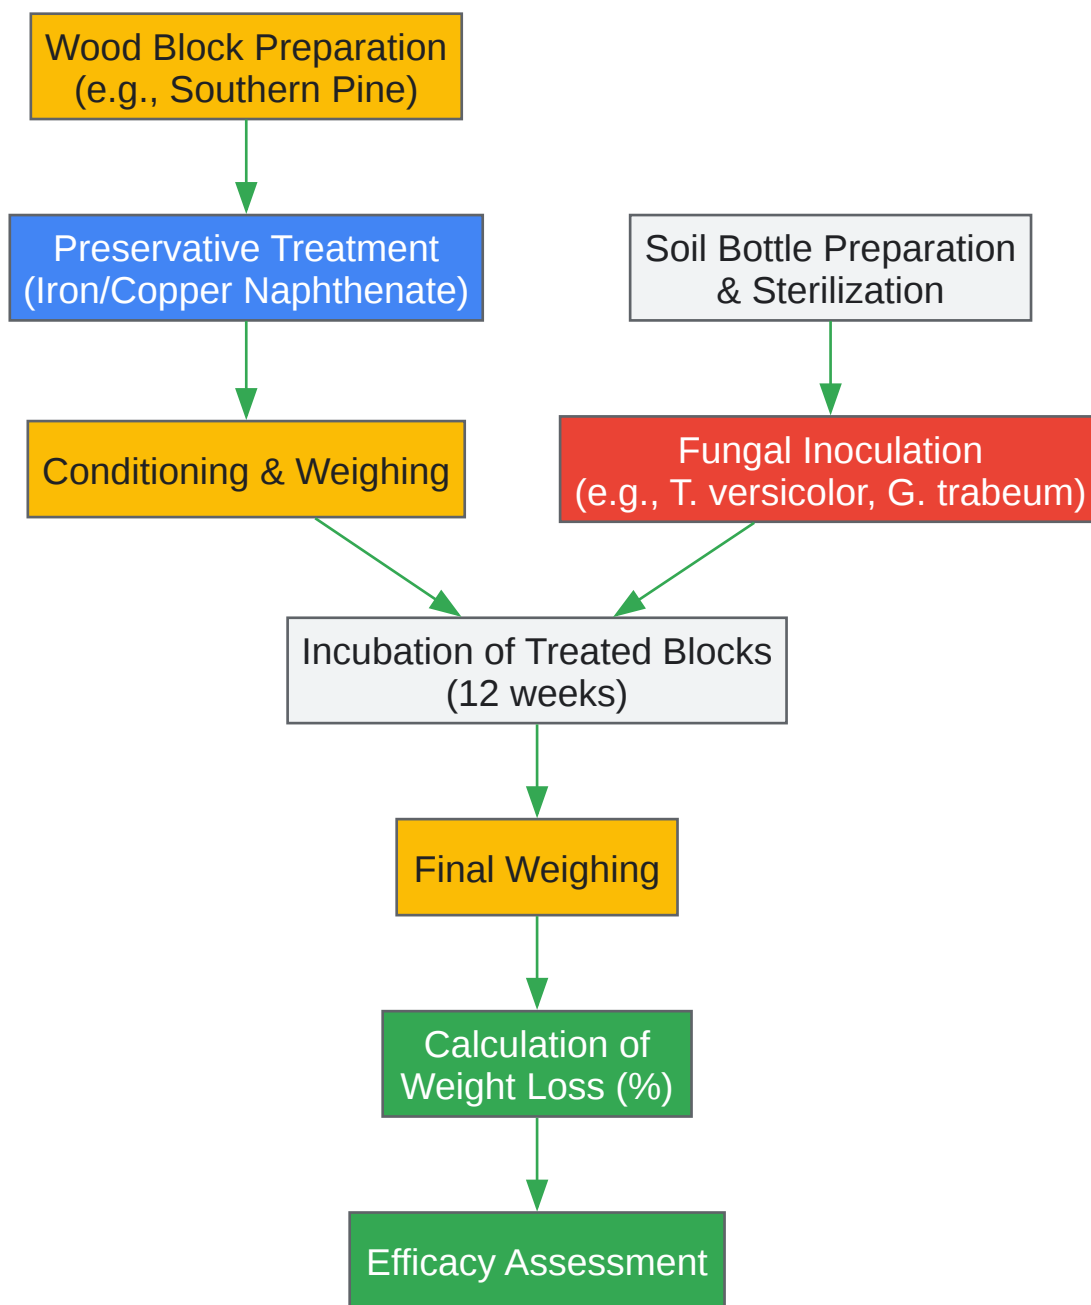 Wood Block Preparation
(e.g., Southern Pine)
Preservative Treatment
(Iron/Copper Naphthenate)
Soil Bottle Preparation
& Sterilization
Conditioning & Weighing
Fungal Inoculation
(e.g., T. versicolor, G. trabeum)
Incubation of Treated Blocks
(12 weeks)
Final Weighing
Calculation of
Weight Loss (%)
Efficacy Assessment